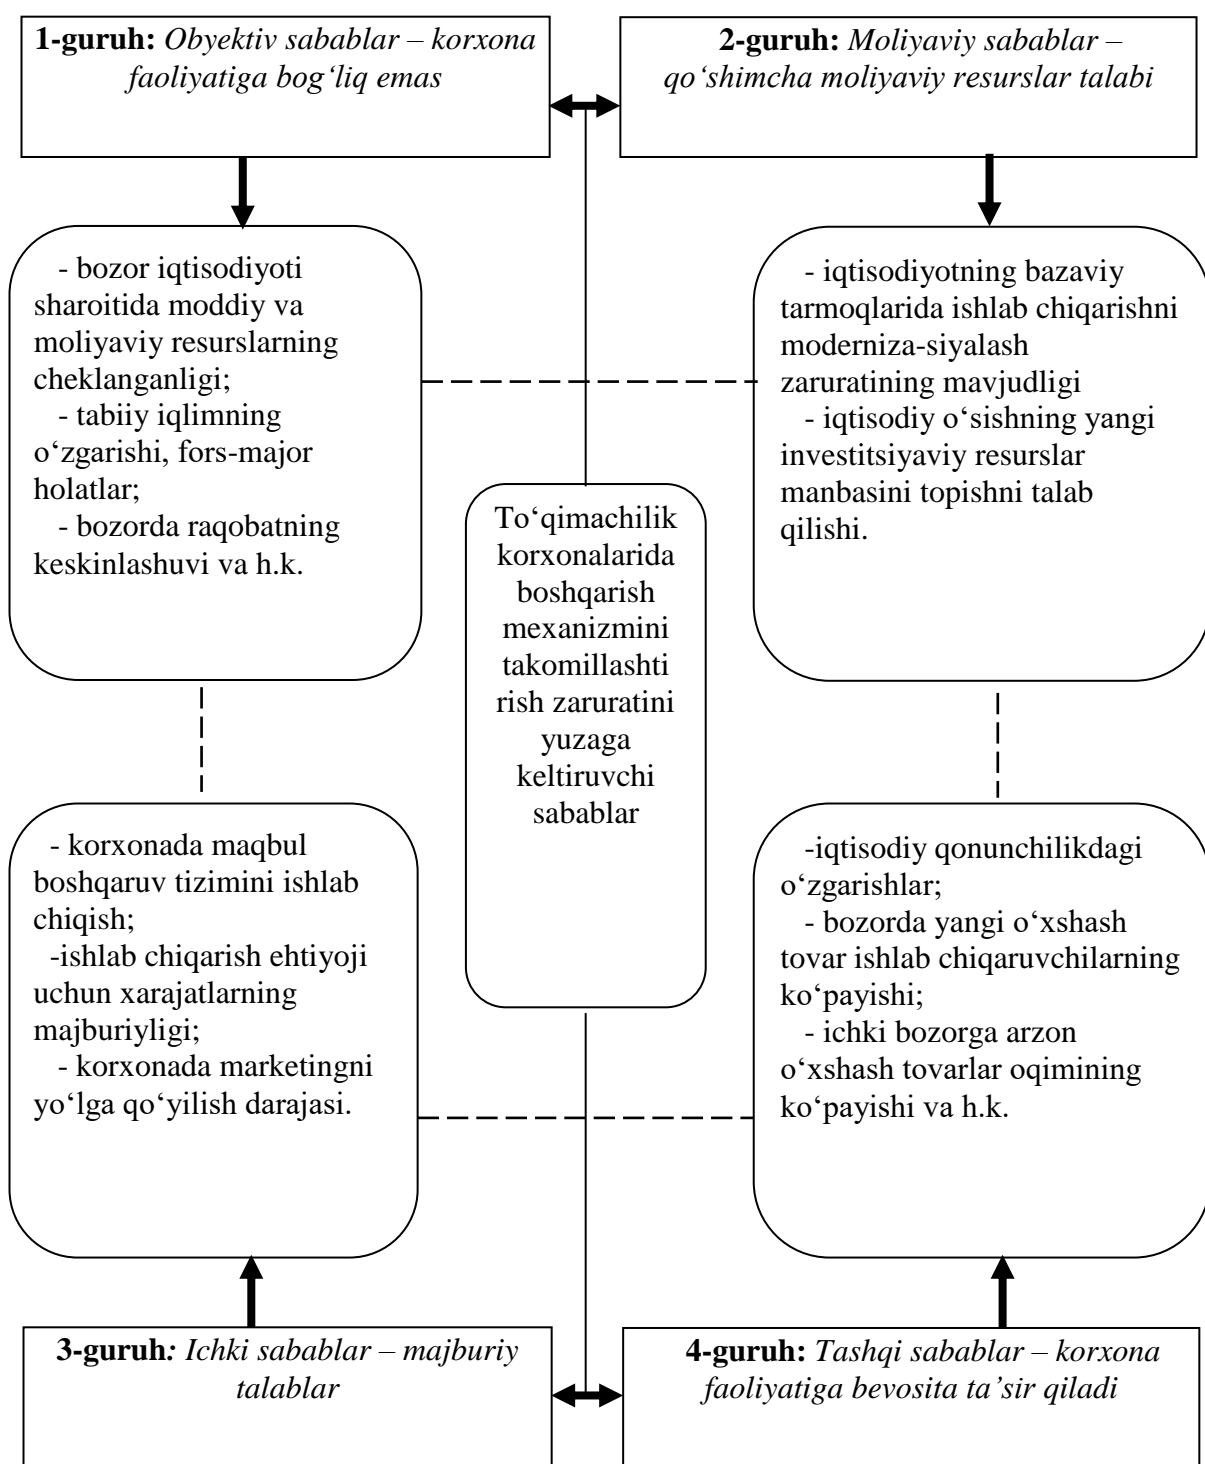 1-guruh: Obyektiv sabablar – korxona
faoliyatiga bog‘liq emas
2-guruh: Moliyaviy sabablar –
qo‘shimcha moliyaviy resurslar talabi
- bozor iqtisodiyoti
sharoitida moddiy va
moliyaviy resurslarning
cheklanganligi;
- tabiiy iqlimning
o‘zgarishi, fors-major
holatlar;
- bozorda raqobatning
keskinlashuvi va h.k.
- iqtisodiyotning bazaviy
tarmoqlarida ishlab chiqarishni
moderniza-siyalash
zaruratining mavjudligi
- iqtisodiy o‘sishning yangi
investitsiyaviy resurslar
manbasini topishni talab
qilishi.
To‘qimachilik
korxonalarida
boshqarish
mexanizmini
takomillashti
rish zaruratini
yuzaga
keltiruvchi
sabablar
- korxonada maqbul
boshqaruv tizimini ishlab
chiqish;
-ishlab chiqarish ehtiyoji
uchun xarajatlarning
majburiyligi;
- korxonada marketingni
yo‘lga qo‘yilish darajasi.
-iqtisodiy qonunchilikdagi
o‘zgarishlar;
- bozorda yangi o‘xshash
tovar ishlab chiqaruvchilarning
ko‘payishi;
- ichki bozorga arzon
o‘xshash tovarlar oqimining
ko‘payishi va h.k.
3-guruh: Ichki sabablar – majburiy
talablar
4-guruh: Tashqi sabablar – korxona
faoliyatiga bevosita ta’sir qiladi